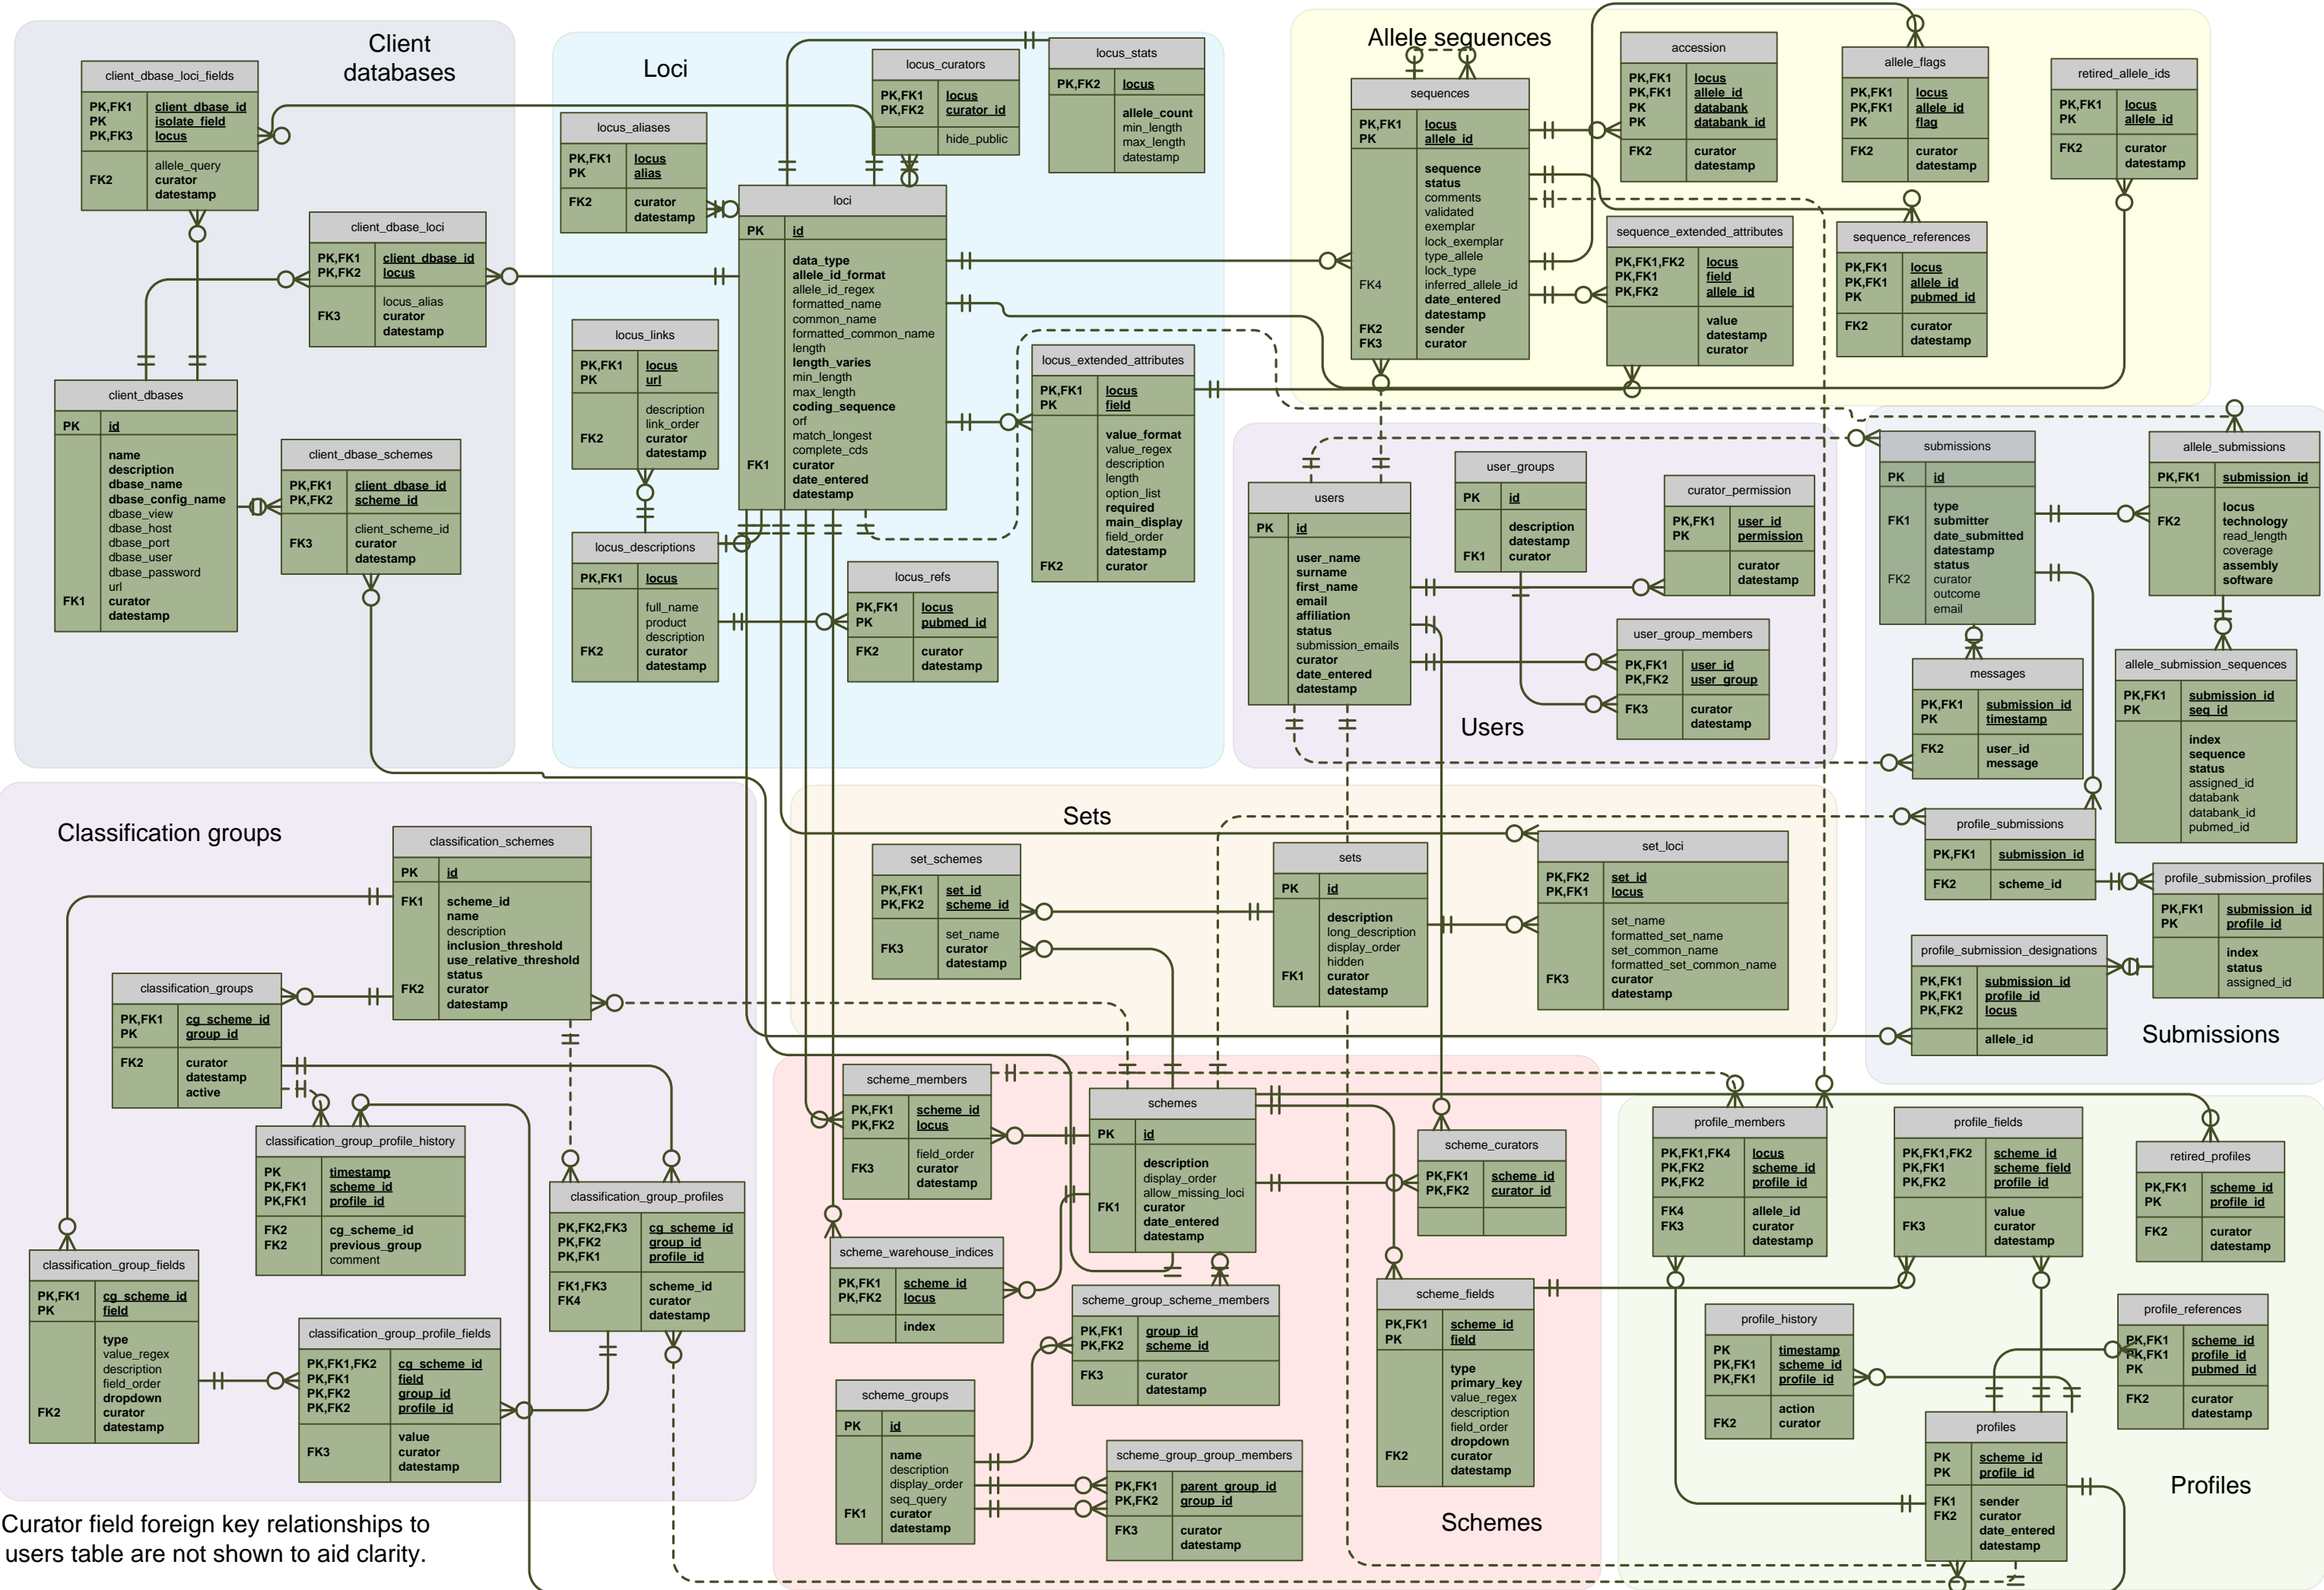 Client
databases
client_dbase_loci_fields
PK,FK1 client_dbase_id
PK isolate_field
PK,FK3 locus
allele_query
FK2 curator
datestamp
client_dbase_loci
PK,FK1 client_dbase_id
PK,FK2 locus
locus_alias
FK3 curator
datestamp
client_dbases
PK id
name
description
dbase_name
dbase_config_name
dbase_view
dbase_host
dbase_port
dbase_user
dbase_password
url
FK1 curator
datestamp
client_dbase_schemes
PK,FK1 client_dbase_id
PK,FK2 scheme_id
client_scheme_id
FK3 curator
datestamp
Loci
locus_curators
PK,FK1 locus
PK,FK2 curator_id
hide_public
locus_stats
PK,FK2 locus
allele_count
min_length
max_length
datestamp
locus_aliases
PK,FK1 locus
PK alias
FK2 curator
datestamp
loci
PK id
data_type
allele_id_format
allele_id_regex
formatted_name
common_name
formatted_common_name
length
length_varies
min_length
max_length
coding_sequence
orf
match_longest
complete_cds
FK1 curator
date_entered
datestamp
locus_links
PK,FK1 locus
PK url
description
link_order
FK2 curator
datestamp
locus_extended_attributes
PK,FK1 locus
PK field
value_format
value_regex
description
length
option_list
required
main_display
field_order
datestamp
FK2 curator
locus_descriptions
PK,FK1 locus
full_name
product
description
FK2 curator
datestamp
locus_refs
PK,FK1 locus
PK pubmed_id
FK2 curator
datestamp
Allele sequences
sequences
PK,FK1 locus
PK allele_id
sequence
status
comments
validated
exemplar
lock_exemplar
type_allele
lock_type
FK4 inferred_allele_id
date_entered
datestamp
FK2 sender
FK3 curator
accession
PK,FK1 locus
PK,FK1 allele_id
PK databank
PK databank_id
FK2 curator
datestamp
allele_flags
PK,FK1 locus
PK,FK1 allele_id
PK flag
FK2 curator
datestamp
retired_allele_ids
PK,FK1 locus
PK allele_id
FK2 curator
datestamp
sequence_extended_attributes
PK,FK1,FK2 locus
PK,FK1 field
PK,FK2 allele_id
value
datestamp
curator
sequence_references
PK,FK1 locus
PK,FK1 allele_id
PK pubmed_id
FK2 curator
datestamp
users
PK id
user_name
surname
first_name
email
affiliation
status
submission_emails
curator
date_entered
datestamp
user_groups
PK id
description
datestamp
FK1 curator
curator_permission
PK,FK1 user_id
PK permission
curator
datestamp
user_group_members
PK,FK1 user_id
PK,FK2 user_group
FK3 curator
datestamp
Users
submissions
PK id
type
FK1 submitter
date_submitted
datestamp
status
FK2 curator
outcome
email
allele_submissions
PK,FK1 submission_id
FK2 locus
technology
read_length
coverage
assembly
software
messages
PK,FK1 submission_id
PK timestamp
FK2 user_id
message
allele_submission_sequences
PK,FK1 submission_id
PK seq_id
index
sequence
status
assigned_id
databank
databank_id
pubmed_id
profile_submissions
PK,FK1 submission_id
FK2 scheme_id
profile_submission_profiles
PK,FK1 submission_id
PK profile_id
index
status
assigned_id
profile_submission_designations
PK,FK1 submission_id
PK,FK1 profile_id
PK,FK2 locus
allele_id
Submissions
Classification groups
classification_schemes
PK id
FK1 scheme_id
name
description
inclusion_threshold
use_relative_threshold
status
FK2 curator
datestamp
classification_groups
PK,FK1 cg_scheme_id
PK group_id
FK2 curator
datestamp
active
classification_group_profile_history
PK timestamp
PK,FK1 scheme_id
PK,FK1 profile_id
FK2 cg_scheme_id
FK2 previous_group
comment
classification_group_profiles
PK,FK2,FK3 cg_scheme_id
PK,FK2 group_id
PK,FK1 profile_id
FK1,FK3 scheme_id
FK4 curator
datestamp
classification_group_fields
PK,FK1 cg_scheme_id
PK field
type
value_regex
description
field_order
dropdown
FK2 curator
datestamp
classification_group_profile_fields
PK,FK1,FK2 cg_scheme_id
PK,FK1 field
PK,FK2 group_id
PK,FK2 profile_id
value
FK3 curator
datestamp
Sets
set_schemes
PK,FK1 set_id
PK,FK2 scheme_id
set_name
FK3 curator
datestamp
sets
PK id
description
long_description
display_order
hidden
FK1 curator
datestamp
set_loci
PK,FK2 set_id
PK,FK1 locus
set_name
formatted_set_name
set_common_name
formatted_set_common_name
FK3 curator
datestamp
scheme_members
PK,FK1 scheme_id
PK,FK2 locus
field_order
FK3 curator
datestamp
schemes
PK id
description
display_order
allow_missing_loci
FK1 curator
date_entered
datestamp
scheme_curators
PK,FK1 scheme_id
PK,FK2 curator_id
scheme_warehouse_indices
PK,FK1 scheme_id
PK,FK2 locus
index
scheme_group_scheme_members
PK,FK1 group_id
PK,FK2 scheme_id
FK3 curator
datestamp
scheme_fields
PK,FK1 scheme_id
PK field
type
primary_key
value_regex
description
field_order
dropdown
FK2 curator
datestamp
scheme_groups
PK id
name
description
display_order
seq_query
FK1 curator
datestamp
scheme_group_group_members
PK,FK1 parent_group_id
PK,FK2 group_id
FK3 curator
datestamp
Schemes
profile_members
PK,FK1,FK4 locus
PK,FK2 scheme_id
PK,FK2 profile_id
FK4 allele_id
FK3 curator
datestamp
profile_fields
PK,FK1,FK2 scheme_id
PK,FK1 scheme_field
PK,FK2 profile_id
value
FK3 curator
datestamp
retired_profiles
PK,FK1 scheme_id
PK profile_id
FK2 curator
datestamp
profile_history
PK timestamp
PK,FK1 scheme_id
PK,FK1 profile_id
action
FK2 curator
profile_references
PK,FK1 scheme_id
PK,FK1 profile_id
PK pubmed_id
FK2 curator
datestamp
profiles
PK scheme_id
PK profile_id
FK1 sender
FK2 curator
date_entered
datestamp
Profiles
Curator field foreign key relationships to
users table are not shown to aid clarity.